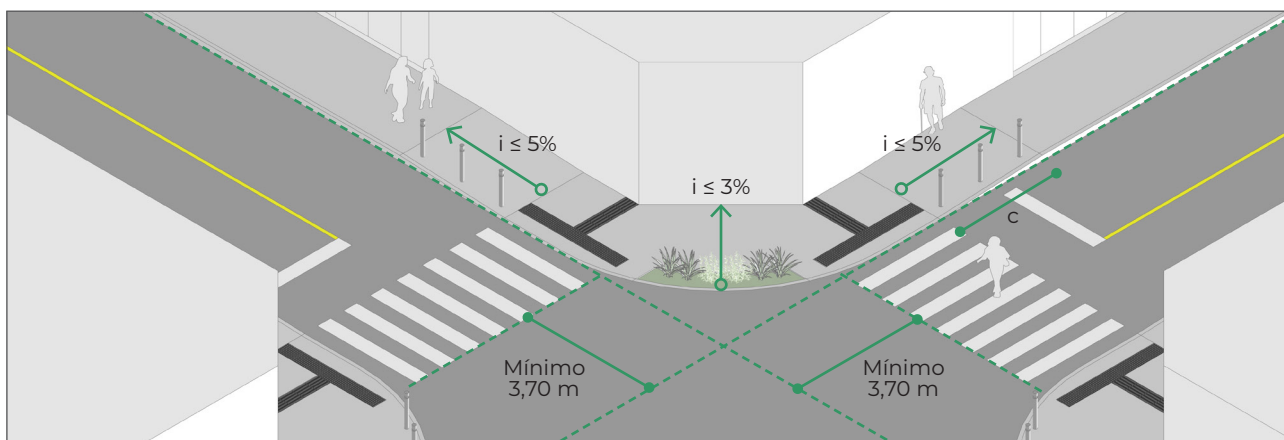 i ≤ 5%
i ≤ 5%
i ≤ 3%
c
Mínimo
3,70 m
Mínimo
3,70 m